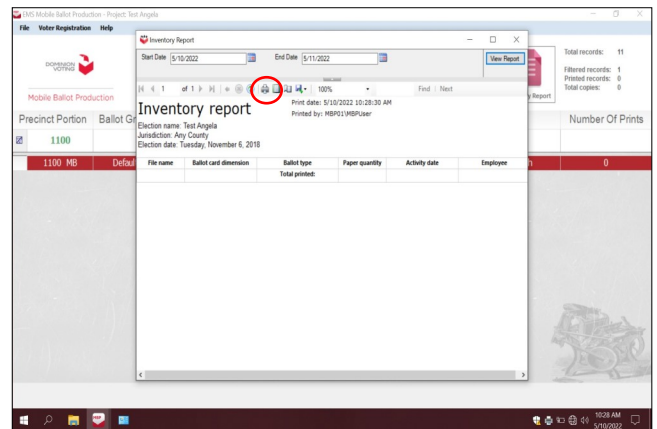 EMS Mobile Ballot Production - Project: Test Angela
File Voter Registration Help
DOMINION
VOTING
Mobile Ballot Production
Inventory Report
Start Date 5/10/2022 End Date 5/11/2022 View Report
1 of 1 100% Find | Next
Inventory report
Print date: 5/10/2022 10:28:30 AM
Printed by: MBP01\MBPUser
Election name: Test Angela
Jurisdiction: Any County
Election date: Tuesday, November 6, 2018
File name Ballot card dimension Ballot type Paper quantity Activity date Employee
Total printed:
y Report
Total records: 11
Filtered records: 1
Printed records: 0
Total copies: 0
Precinct Portion Ballot Gr Number Of Prints
1100
1100 MB Defaul h 0
10:28 AM
5/10/2022